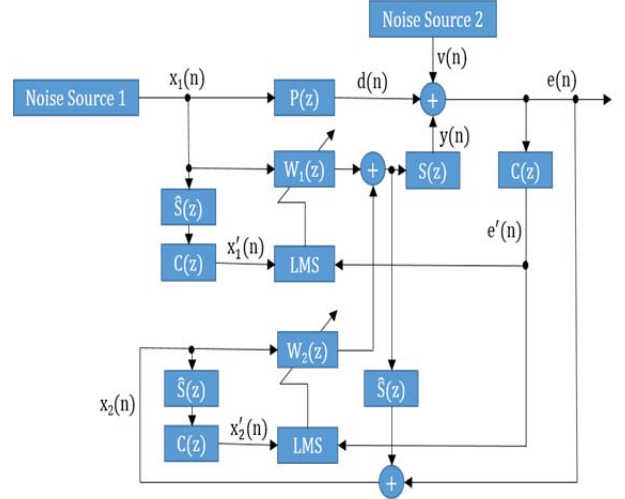 Noise Source 2
v(n)
x₁(n)
d(n)
e(n)
Noise Source 1
P(z)
+
y(n)
W₁(z)
+
S(z)
C(z)
Ŝ(z)
e′(n)
C(z)
x′₁(n)
LMS
W₂(z)
x₂(n)
Ŝ(z)
Ŝ(z)
C(z)
x′₂(n)
LMS
+